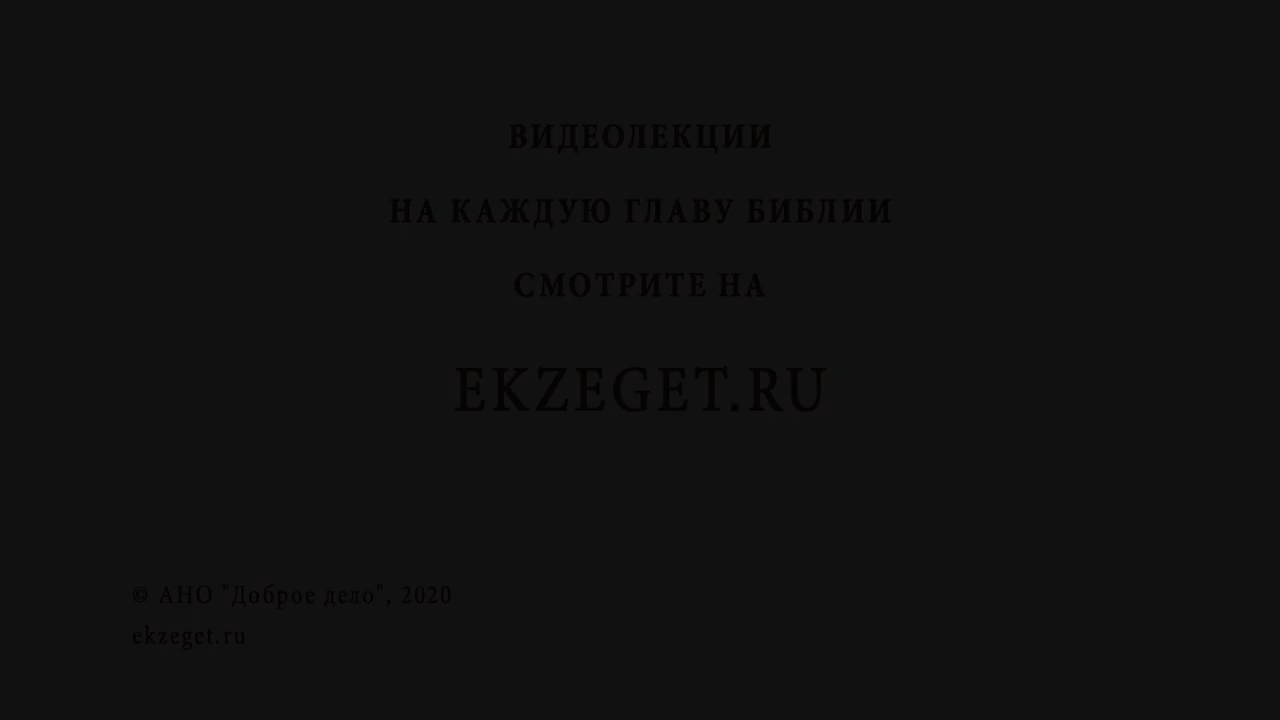 ВИДЕОЛЕКЦИИ
НА КАЖДУЮ ГЛАВУ БИБЛИИ
СМОТРИТЕ НА
EKZEGET.RU
© АНО "Доброе дело", 2020
ekzeget.ru